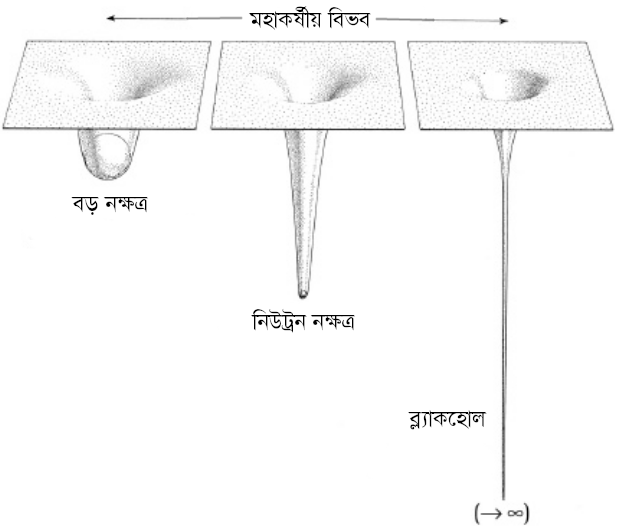 মহাকর্ষীয় বিভব
বড় নক্ষত্র
নিউট্রন নক্ষত্র
ব্ল্যাকহোল
(→ ∞)